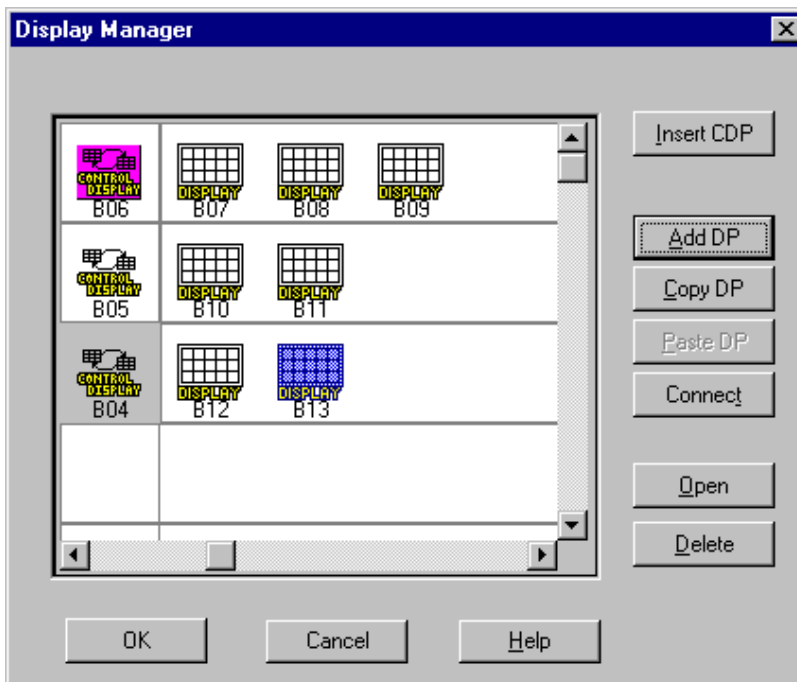 Display Manager
CONTROL DISPLAY B06
DISPLAY B07
DISPLAY B08
DISPLAY B09
CONTROL DISPLAY B05
DISPLAY B10
DISPLAY B11
CONTROL DISPLAY B04
DISPLAY B12
DISPLAY B13
Insert CDP
Add DP
Copy DP
Paste DP
Connect
Open
Delete
OK
Cancel
Help